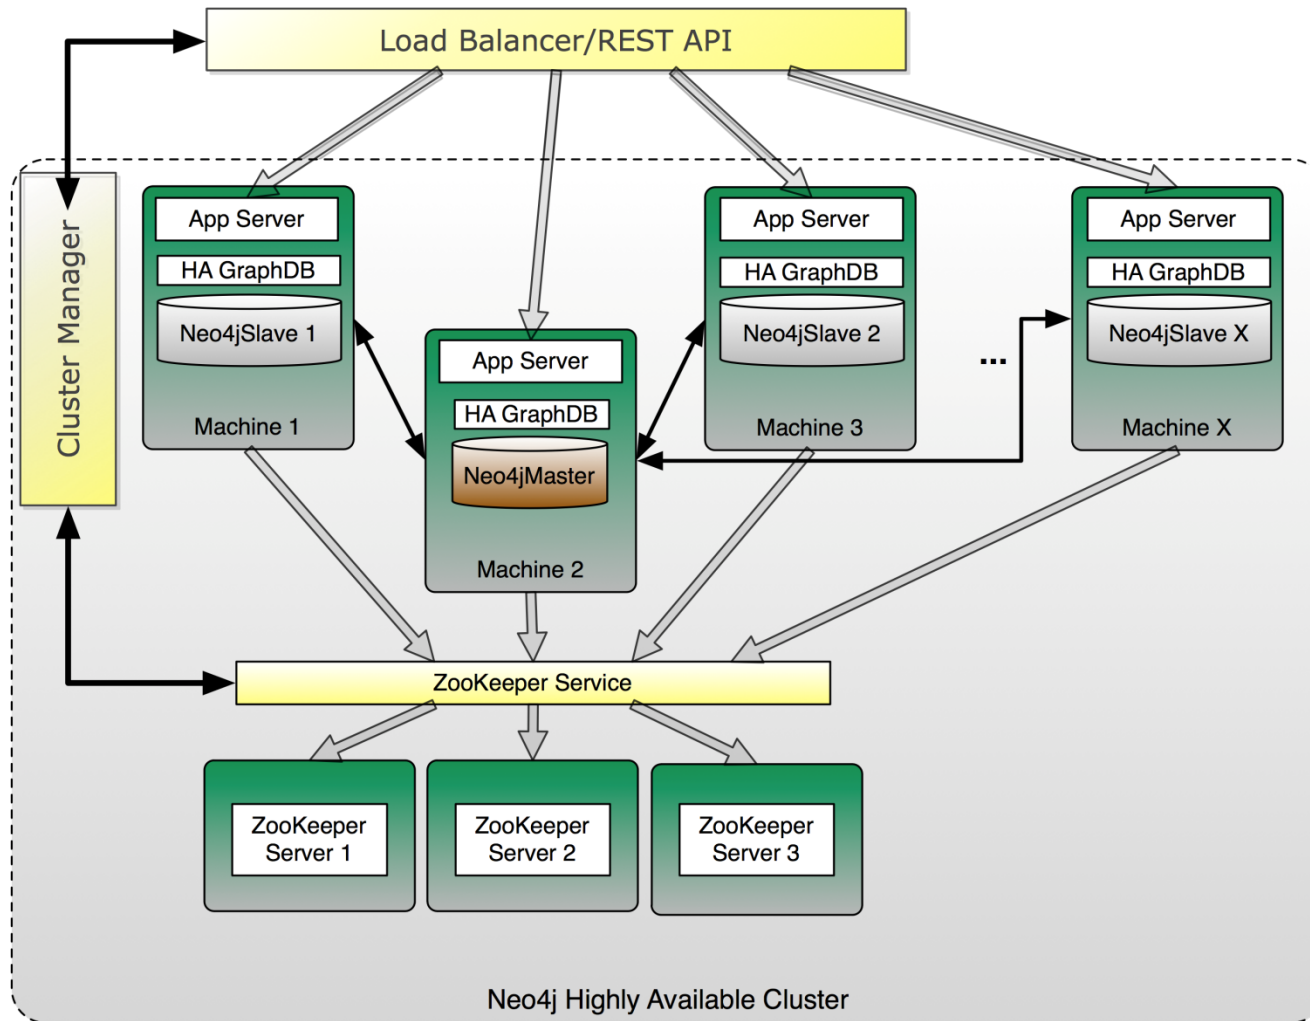 Load Balancer/REST API
Cluster Manager
App Server
HA GraphDB
Neo4jSlave 1
Machine 1
App Server
HA GraphDB
Neo4jMaster
Machine 2
App Server
HA GraphDB
Neo4jSlave 2
Machine 3
...
App Server
HA GraphDB
Neo4jSlave X
Machine X
ZooKeeper Service
ZooKeeper
Server 1
ZooKeeper
Server 2
ZooKeeper
Server 3
Neo4j Highly Available Cluster